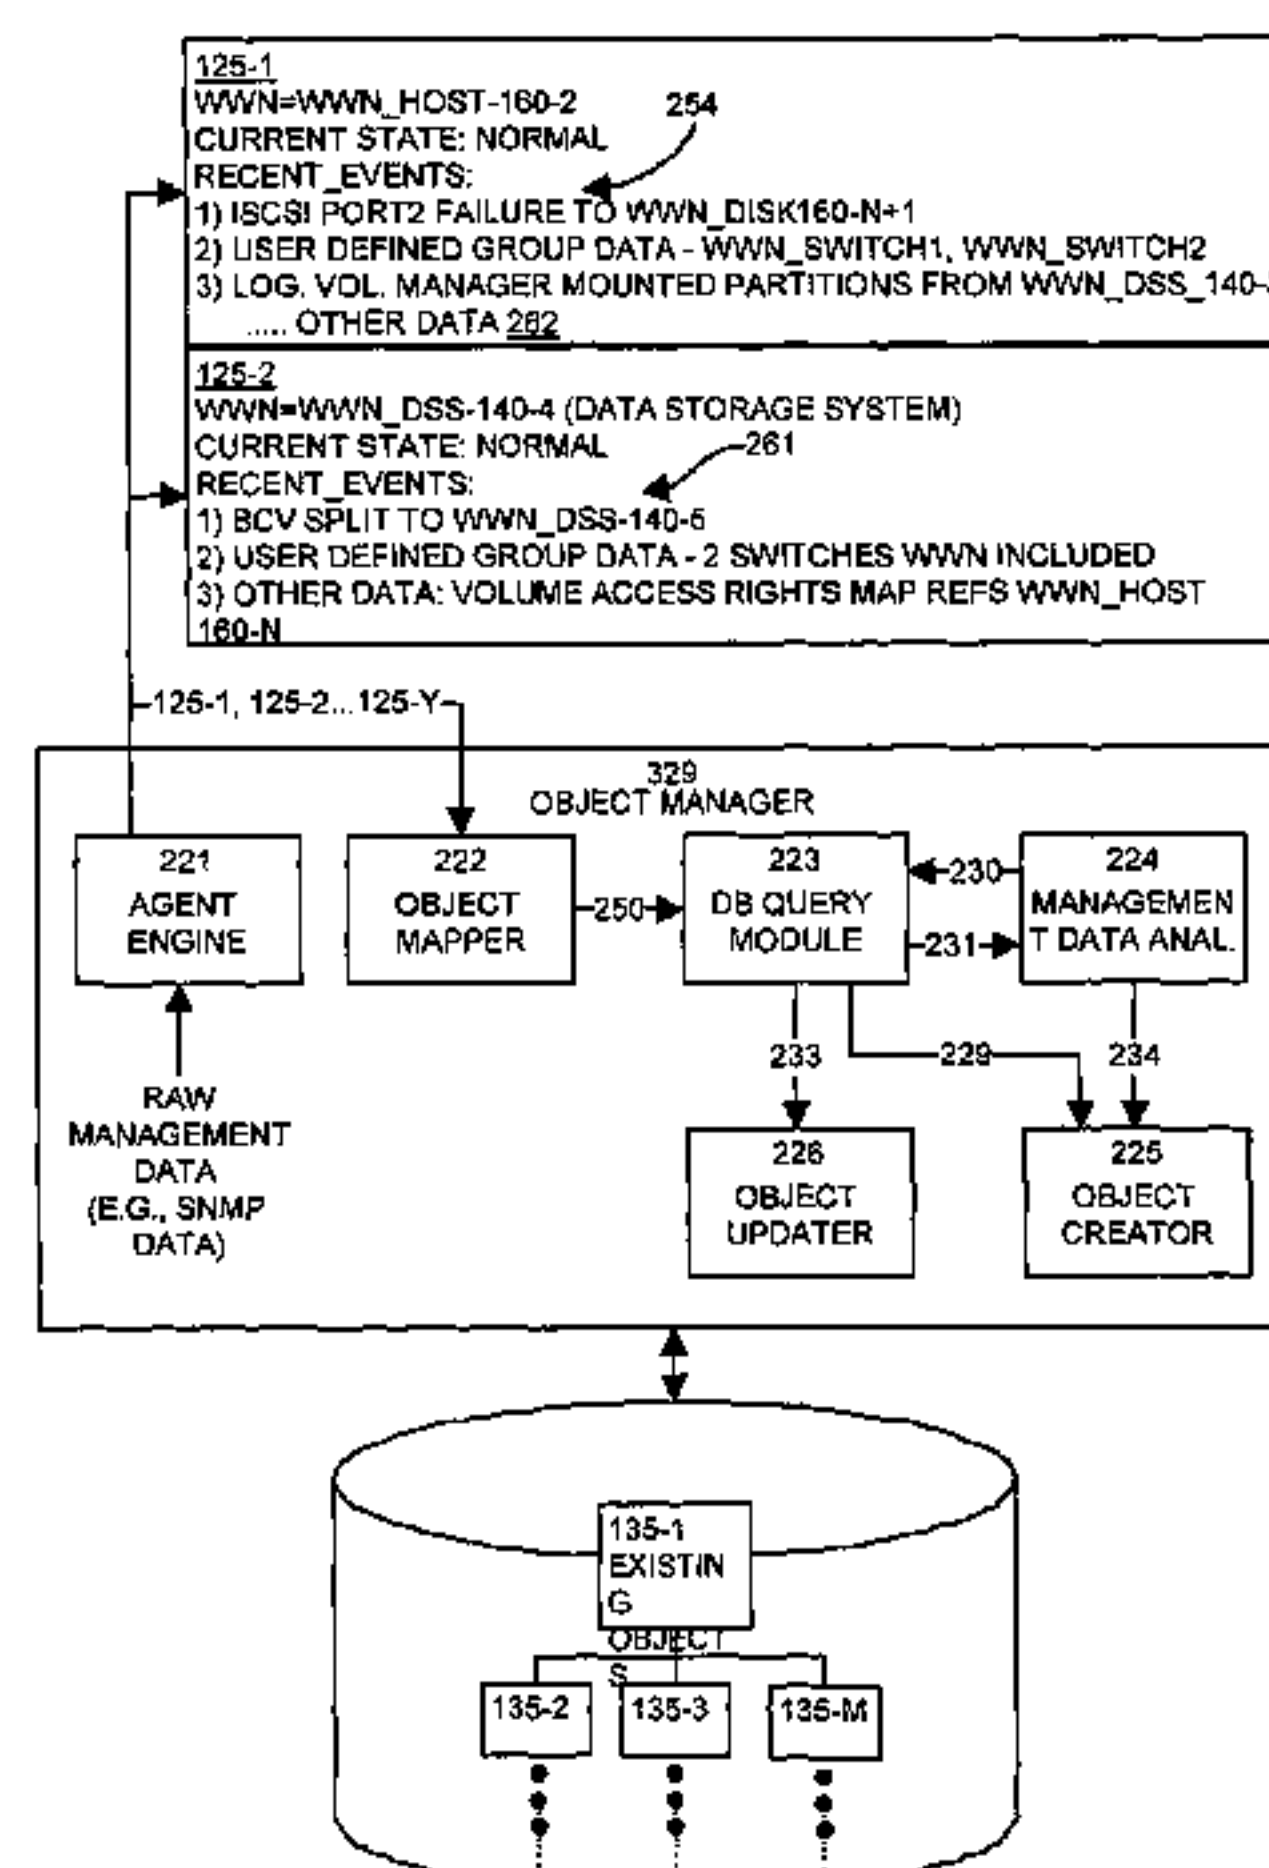 125-1
WWN=WWN_HOST-160-2
254
CURRENT STATE: NORMAL
RECENT_EVENTS:
1) ISCSI PORT2 FAILURE TO WWN_DISK160-N+1
2) USER DEFINED GROUP DATA - WWN_SWITCH1, WWN_SWITCH2
3) LOG. VOL. MANAGER MOUNTED PARTITIONS FROM WWN_DSS_140-
..... OTHER DATA 262
125-2
WWN=WWN_DSS-140-4 (DATA STORAGE SYSTEM)
CURRENT STATE: NORMAL
261
RECENT_EVENTS:
1) BCV SPLIT TO WWN_DSS-140-5
2) USER DEFINED GROUP DATA - 2 SWITCHES WWN INCLUDED
3) OTHER DATA: VOLUME ACCESS RIGHTS MAP REFS WWN_HOST
160-N
125-1, 125-2... 125-Y
329
OBJECT MANAGER
221
AGENT
ENGINE
222
OBJECT
MAPPER
250
223
DB QUERY
MODULE
230
231
224
MANAGEMEN
T DATA ANAL.
233
229
234
RAW
MANAGEMENT
DATA
(E.G., SNMP
DATA)
226
OBJECT
UPDATER
225
OBJECT
CREATOR
135-1
EXISTIN
G
OBJECT
S
135-2
135-3
135-M